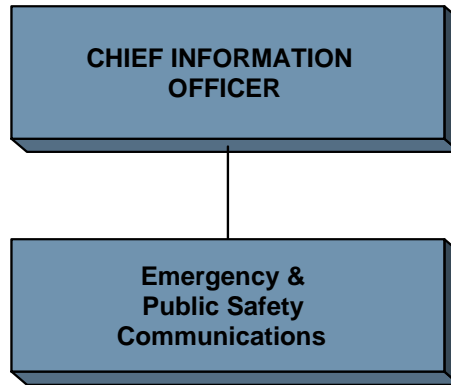 CHIEF INFORMATION
OFFICER
Emergency &
Public Safety
Communications